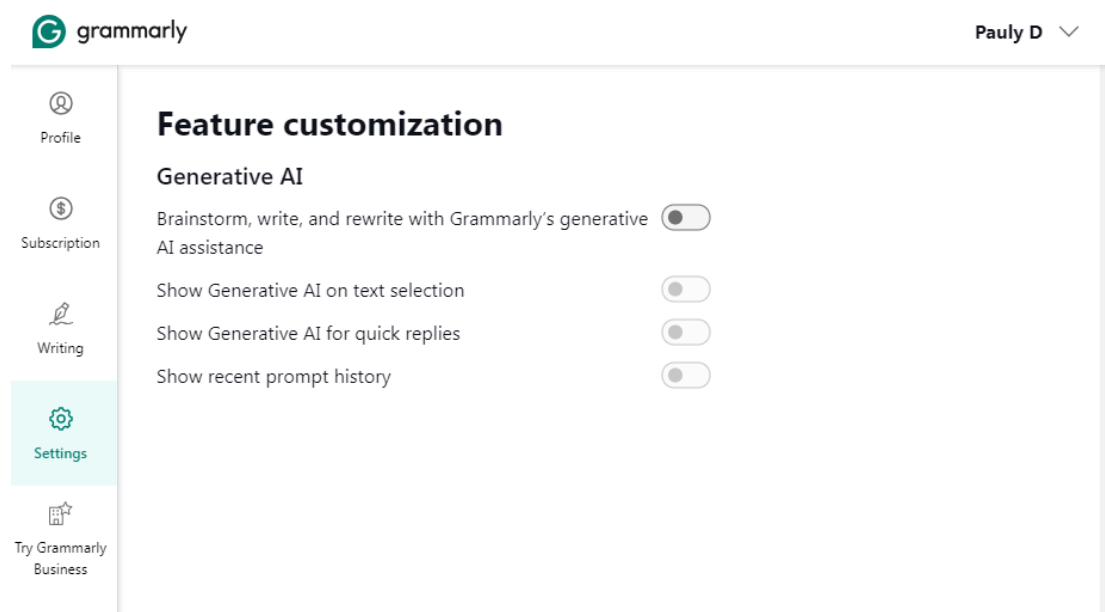 grammarly
Pauly D
Profile
Subscription
Writing
Settings
Try Grammarly
Business
Feature customization
Generative AI
Brainstorm, write, and rewrite with Grammarly’s generative
AI assistance
Show Generative AI on text selection
Show Generative AI for quick replies
Show recent prompt history